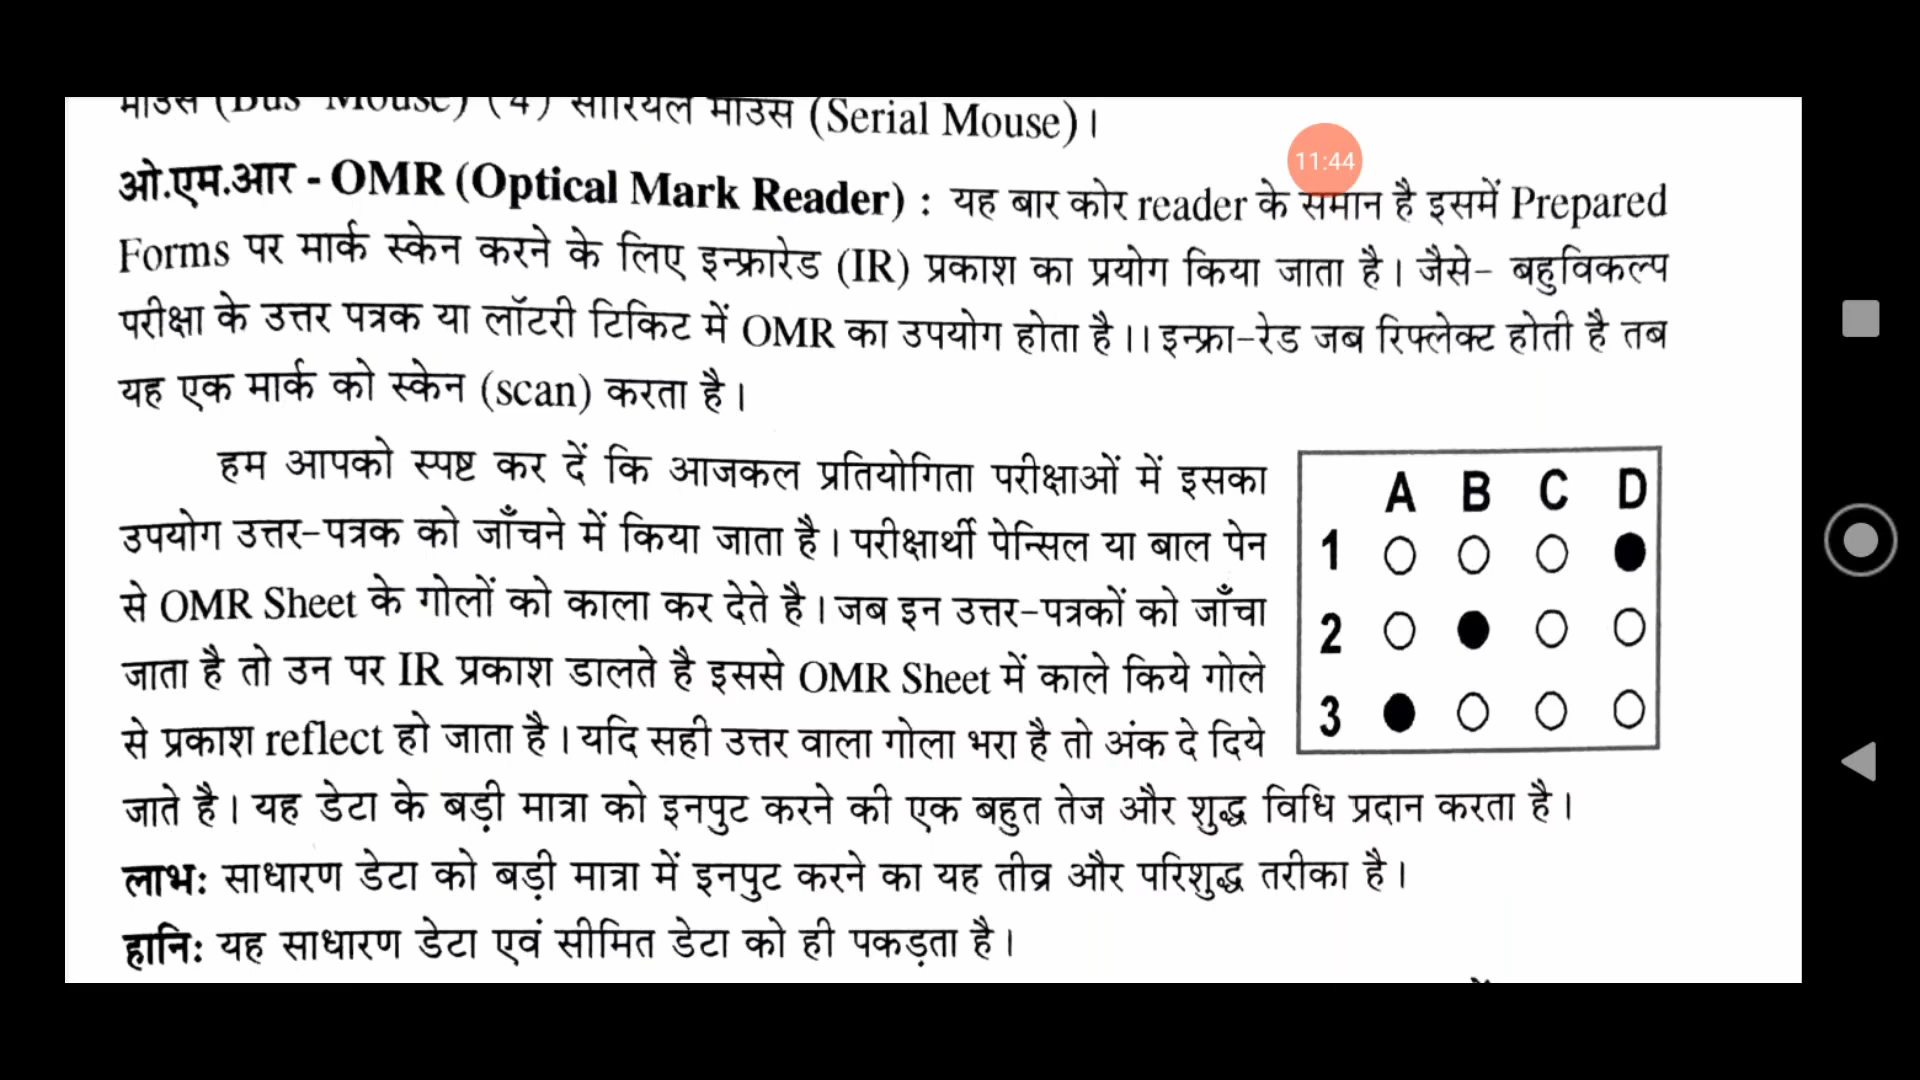 माउस (Bus Mouse) (4) सीरियल माउस (Serial Mouse)।
11:44
ओ.एम.आर - OMR (Optical Mark Reader) : यह बार कोर reader के समान है इसमें Prepared
Forms पर मार्क स्केन करने के लिए इन्फ्रारेड (IR) प्रकाश का प्रयोग किया जाता है। जैसे- बहुविकल्प
परीक्षा के उत्तर पत्रक या लॉटरी टिकिट में OMR का उपयोग होता है।। इन्फ्रा-रेड जब रिफ्लेक्ट होती है तब
यह एक मार्क को स्केन (scan) करता है।
हम आपको स्पष्ट कर दें कि आजकल प्रतियोगिता परीक्षाओं में इसका
उपयोग उत्तर-पत्रक को जाँचने में किया जाता है। परीक्षार्थी पेन्सिल या बाल पेन
से OMR Sheet के गोलों को काला कर देते है। जब इन उत्तर-पत्रकों को जाँचा
जाता है तो उन पर IR प्रकाश डालते है इससे OMR Sheet में काले किये गोले
से प्रकाश reflect हो जाता है। यदि सही उत्तर वाला गोला भरा है तो अंक दे दिये
जाते है। यह डेटा के बड़ी मात्रा को इनपुट करने की एक बहुत तेज और शुद्ध विधि प्रदान करता है।
लाभः साधारण डेटा को बड़ी मात्रा में इनपुट करने का यह तीव्र और परिशुद्ध तरीका है।
हानिः यह साधारण डेटा एवं सीमित डेटा को ही पकड़ता है।
A B C D
1
2
3